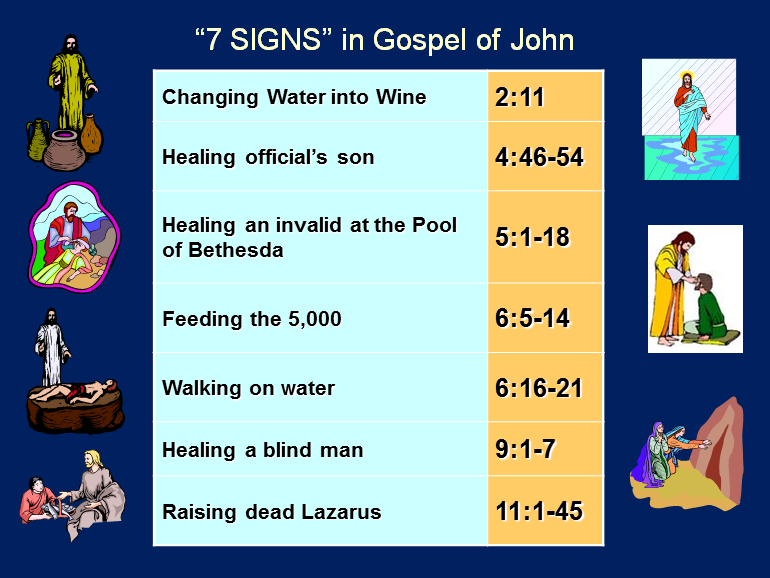 “7 SIGNS” in Gospel of John
Changing Water into Wine 2:11
Healing official’s son 4:46-54
Healing an invalid at the Pool
of Bethesda 5:1-18
Feeding the 5,000 6:5-14
Walking on water 6:16-21
Healing a blind man 9:1-7
Raising dead Lazarus 11:1-45